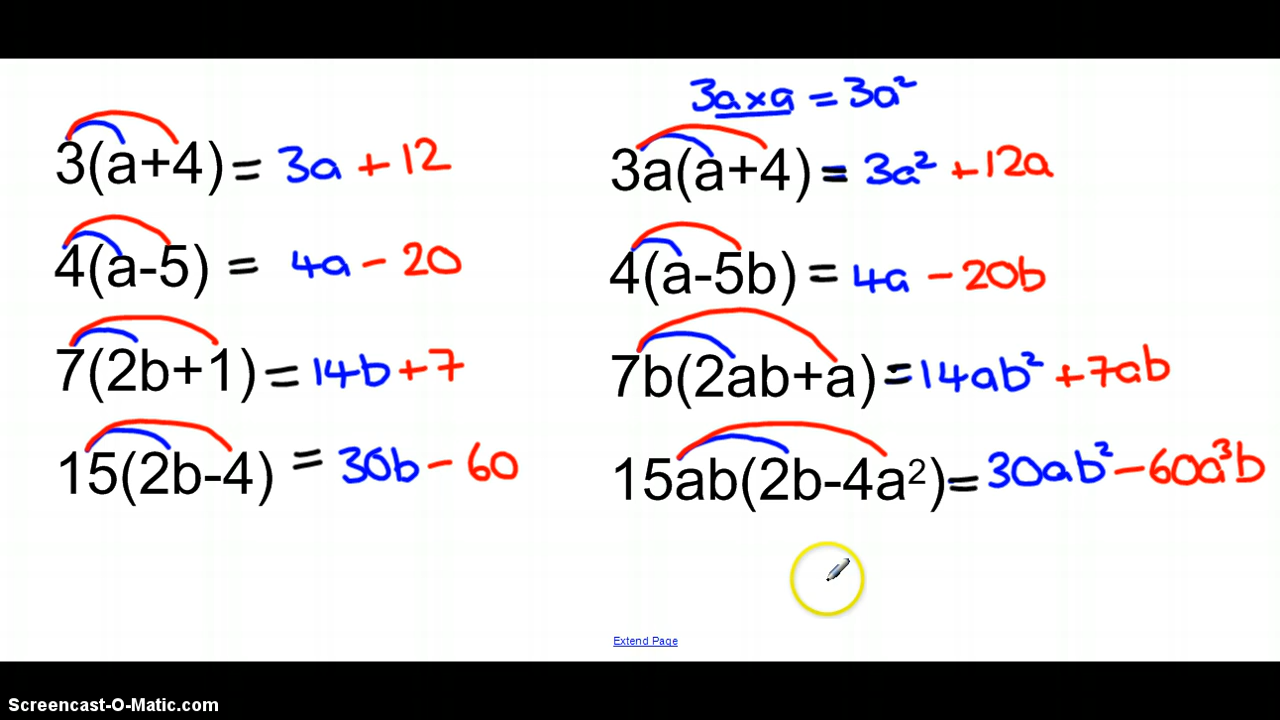 3a×a = 3a²
3(a+4) = 3a + 12
3a(a+4) = 3a² + 12a
4(a-5) = 4a - 20
4(a-5b) = 4a - 20b
7(2b+1) = 14b + 7
7b(2ab+a) = 14ab² + 7ab
15(2b-4) = 30b - 60
15ab(2b-4a²) = 30ab² - 60a³b
Extend Page
Screencast-O-Matic.com